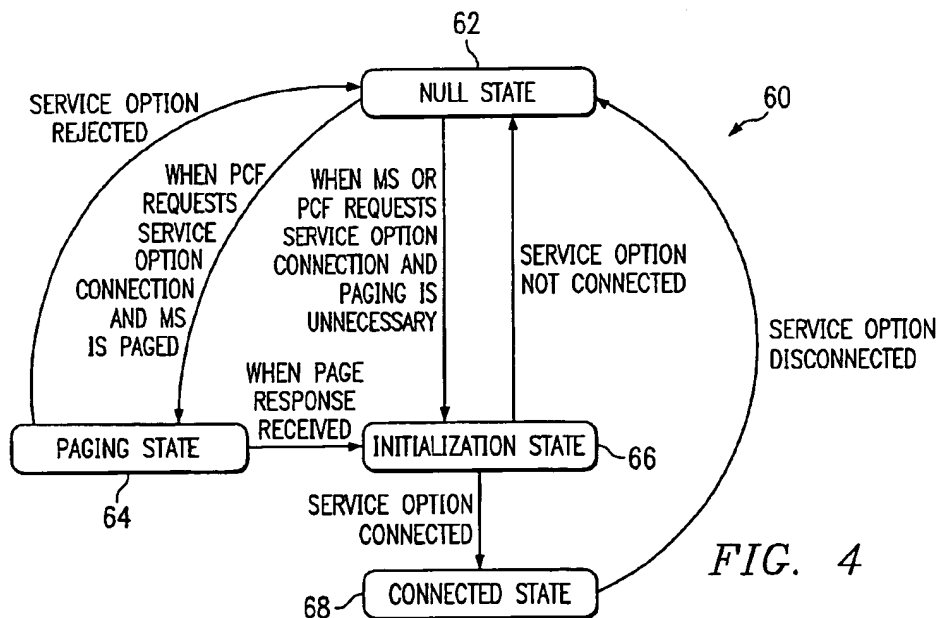 62
NULL STATE
60
SERVICE OPTION
REJECTED
WHEN PCF
REQUESTS
SERVICE
OPTION
CONNECTION
AND MS
IS PAGED
WHEN MS OR
PCF REQUESTS
SERVICE OPTION
CONNECTION AND
PAGING IS
UNNECESSARY
SERVICE OPTION
NOT CONNECTED
SERVICE OPTION
DISCONNECTED
WHEN PAGE
RESPONSE
RECEIVED
PAGING STATE
64
INITIALIZATION STATE
66
SERVICE OPTION
CONNECTED
CONNECTED STATE
68
FIG. 4